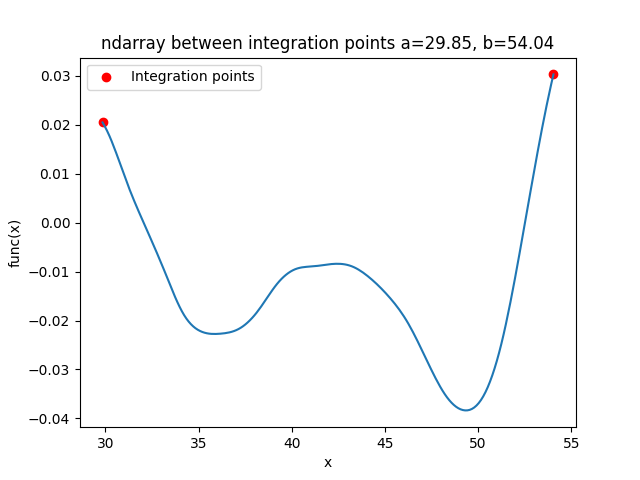 ndarray between integration points a=29.85, b=54.04
Integration points
0.03
0.02
0.01
0.00
−0.01
−0.02
−0.03
−0.04
func(x)
30 35 40 45 50 55
x